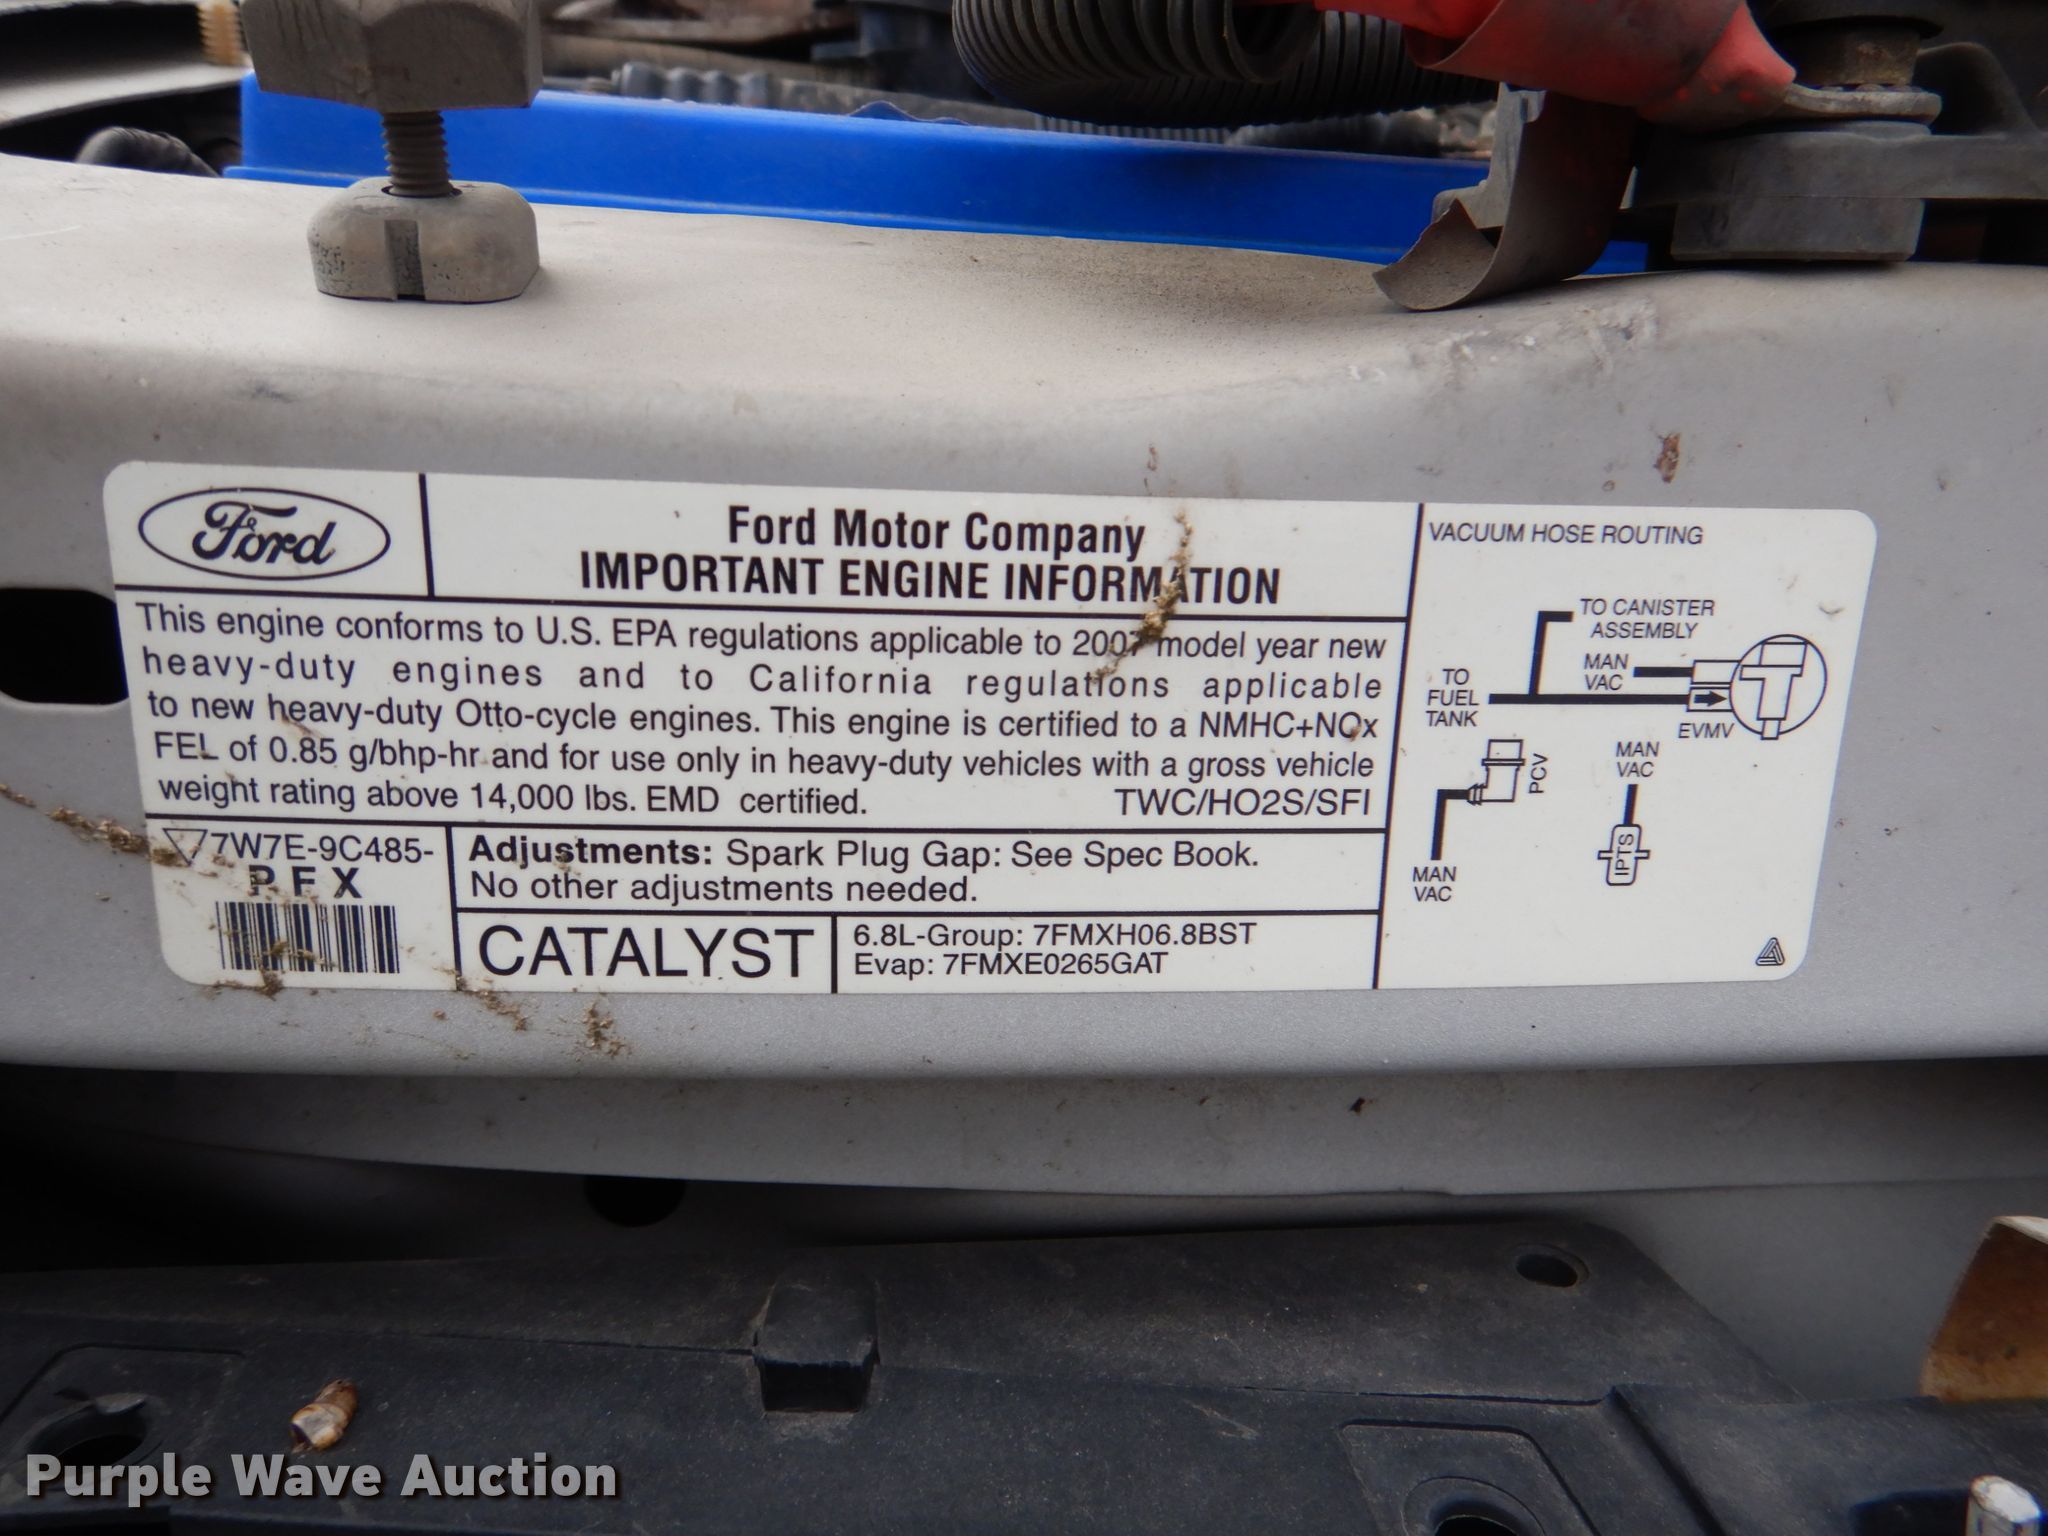 Ford
Ford Motor Company
IMPORTANT ENGINE INFORMATION
This engine conforms to U.S. EPA regulations applicable to 2007 model year new
heavy-duty engines and to California regulations applicable
to new heavy-duty Otto-cycle engines. This engine is certified to a NMHC+NOx
FEL of 0.85 g/bhp-hr and for use only in heavy-duty vehicles with a gross vehicle
weight rating above 14,000 lbs. EMD certified. TWC/HO2S/SFI
7W7E-9C485-
PFX
Adjustments: Spark Plug Gap: See Spec Book.
No other adjustments needed.
CATALYST
6.8L-Group: 7FMXH06.8BST
Evap: 7FMXE0265GAT
VACUUM HOSE ROUTING
TO CANISTER
ASSEMBLY
MAN
VAC
TO
FUEL
TANK
EVMV
PCV
MAN
VAC
MAN
VAC
IPTS
Purple Wave Auction